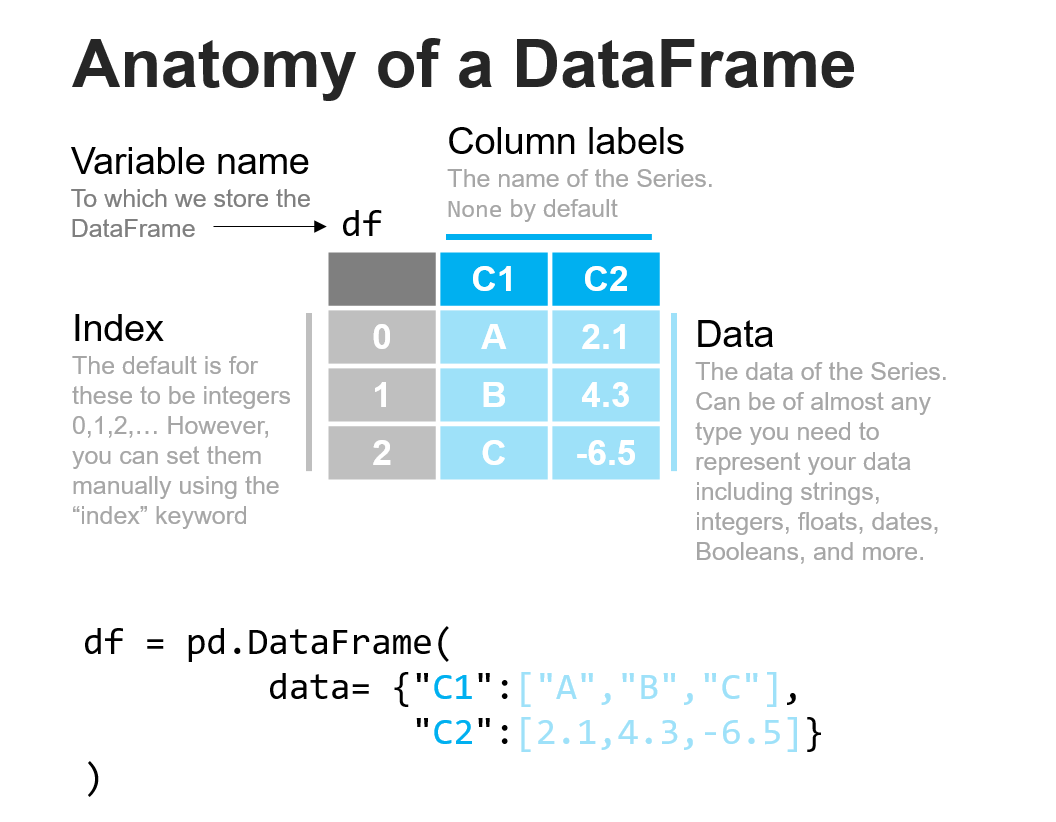 Anatomy of a DataFrame
Variable name
To which we store the
DataFrame
df
Column labels
The name of the Series.
None by default
C1 C2
0 A 2.1
1 B 4.3
2 C -6.5
Index
The default is for
these to be integers
0,1,2,… However,
you can set them
manually using the
“index” keyword
Data
The data of the Series.
Can be of almost any
type you need to
represent your data
including strings,
integers, floats, dates,
Booleans, and more.
df = pd.DataFrame(
data= {"C1":["A","B","C"],
"C2":[2.1,4.3,-6.5]}
)